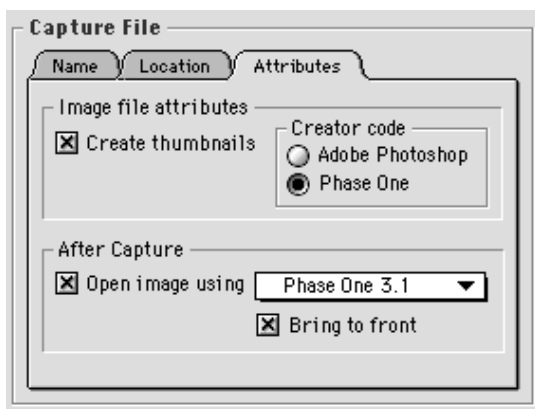 Capture File
Name Location Attributes
Image file attributes
Create thumbnails
Creator code
Adobe Photoshop
Phase One
After Capture
Open image using Phase One 3.1
Bring to front